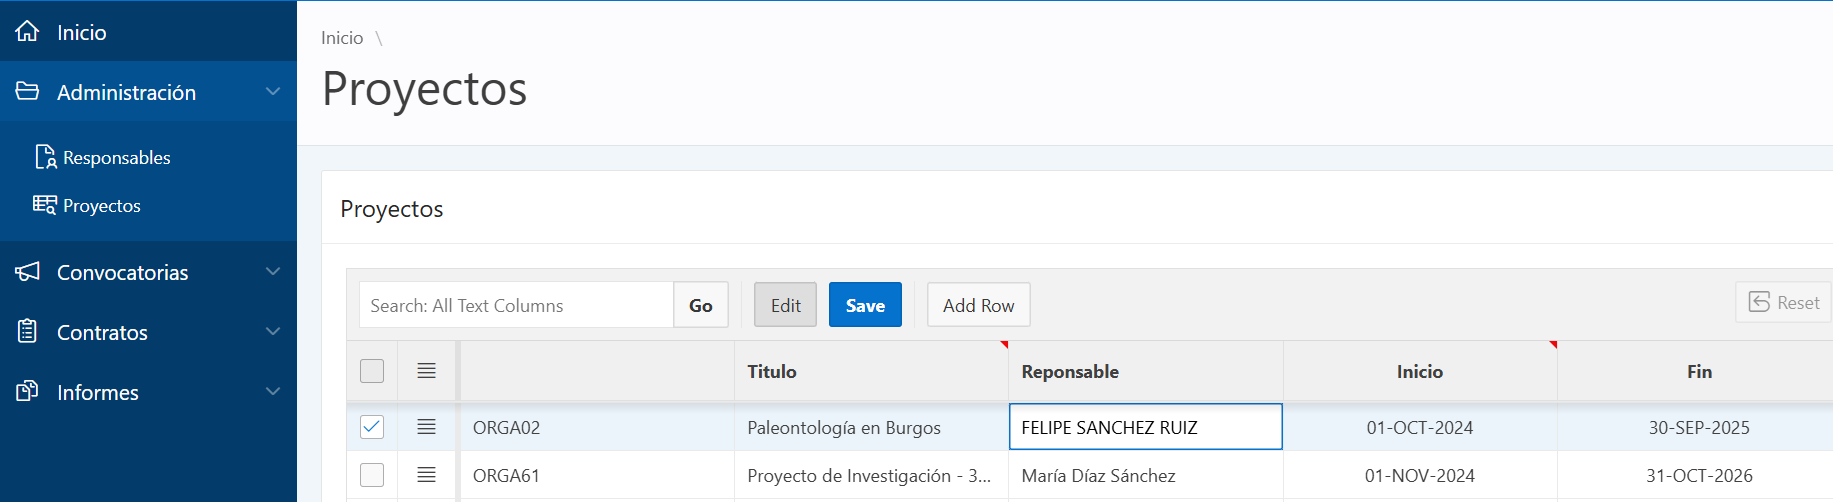 Inicio
Administración
Responsables
Proyectos
Convocatorias
Contratos
Informes
Inicio \
Proyectos
Proyectos
Search: All Text Columns Go Edit Save Add Row Reset
Titulo Reponsable Inicio Fin
ORGA02 Paleontología en Burgos FELIPE SANCHEZ RUIZ 01-OCT-2024 30-SEP-2025
ORGA61 Proyecto de Investigación - 3... María Díaz Sánchez 01-NOV-2024 31-OCT-2026